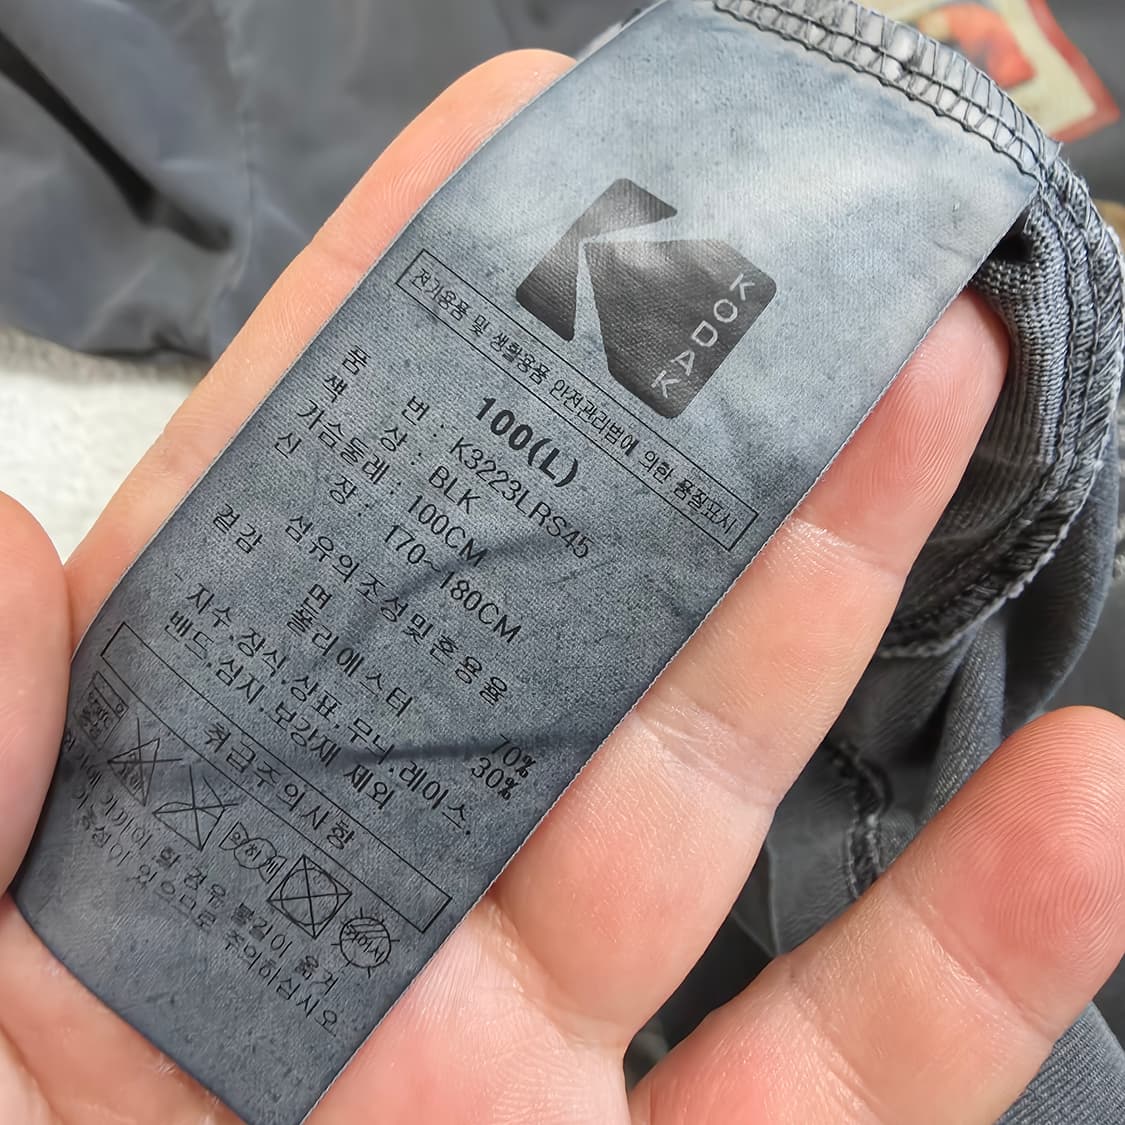 KODAK
전기용품 및 생활용품 안전관리법에 의한 품질표시
100(L)
품 번 : K3223LRS45
색 상 : BLK
가슴둘레 : 100CM
신 장 : 170~180CM
섬유의조성및혼용율
겉감 면 70%
폴리에스터 30%
자수.장식.상표.무늬.레이스.
밴드.심지.보강재 제외
취급주의사항